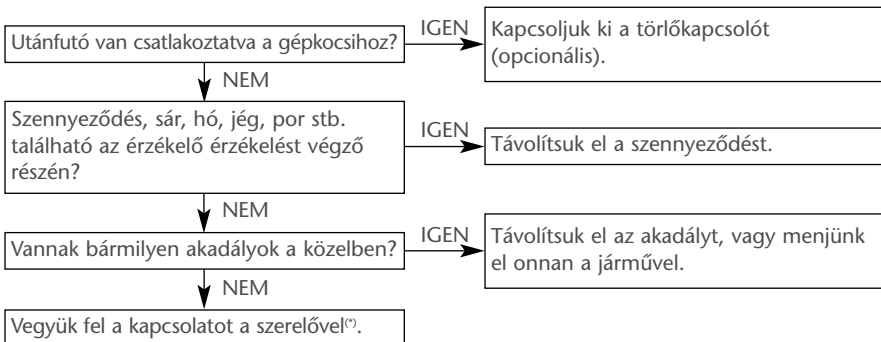 Utánfutó van csatlakoztatva a gépkocsihoz?
IGEN
Kapcsoljuk ki a törlőkapcsolót
(opcionális).
NEM
Szennyeződés, sár, hó, jég, por stb.
található az érzékelő érzékelést végző
részén?
IGEN
Távolítsuk el a szennyeződést.
NEM
Vannak bármilyen akadályok a közelben?
IGEN
Távolítsuk el az akadályt, vagy menjünk
el onnan a járművel.
NEM
Vegyük fel a kapcsolatot a szerelővel(*).